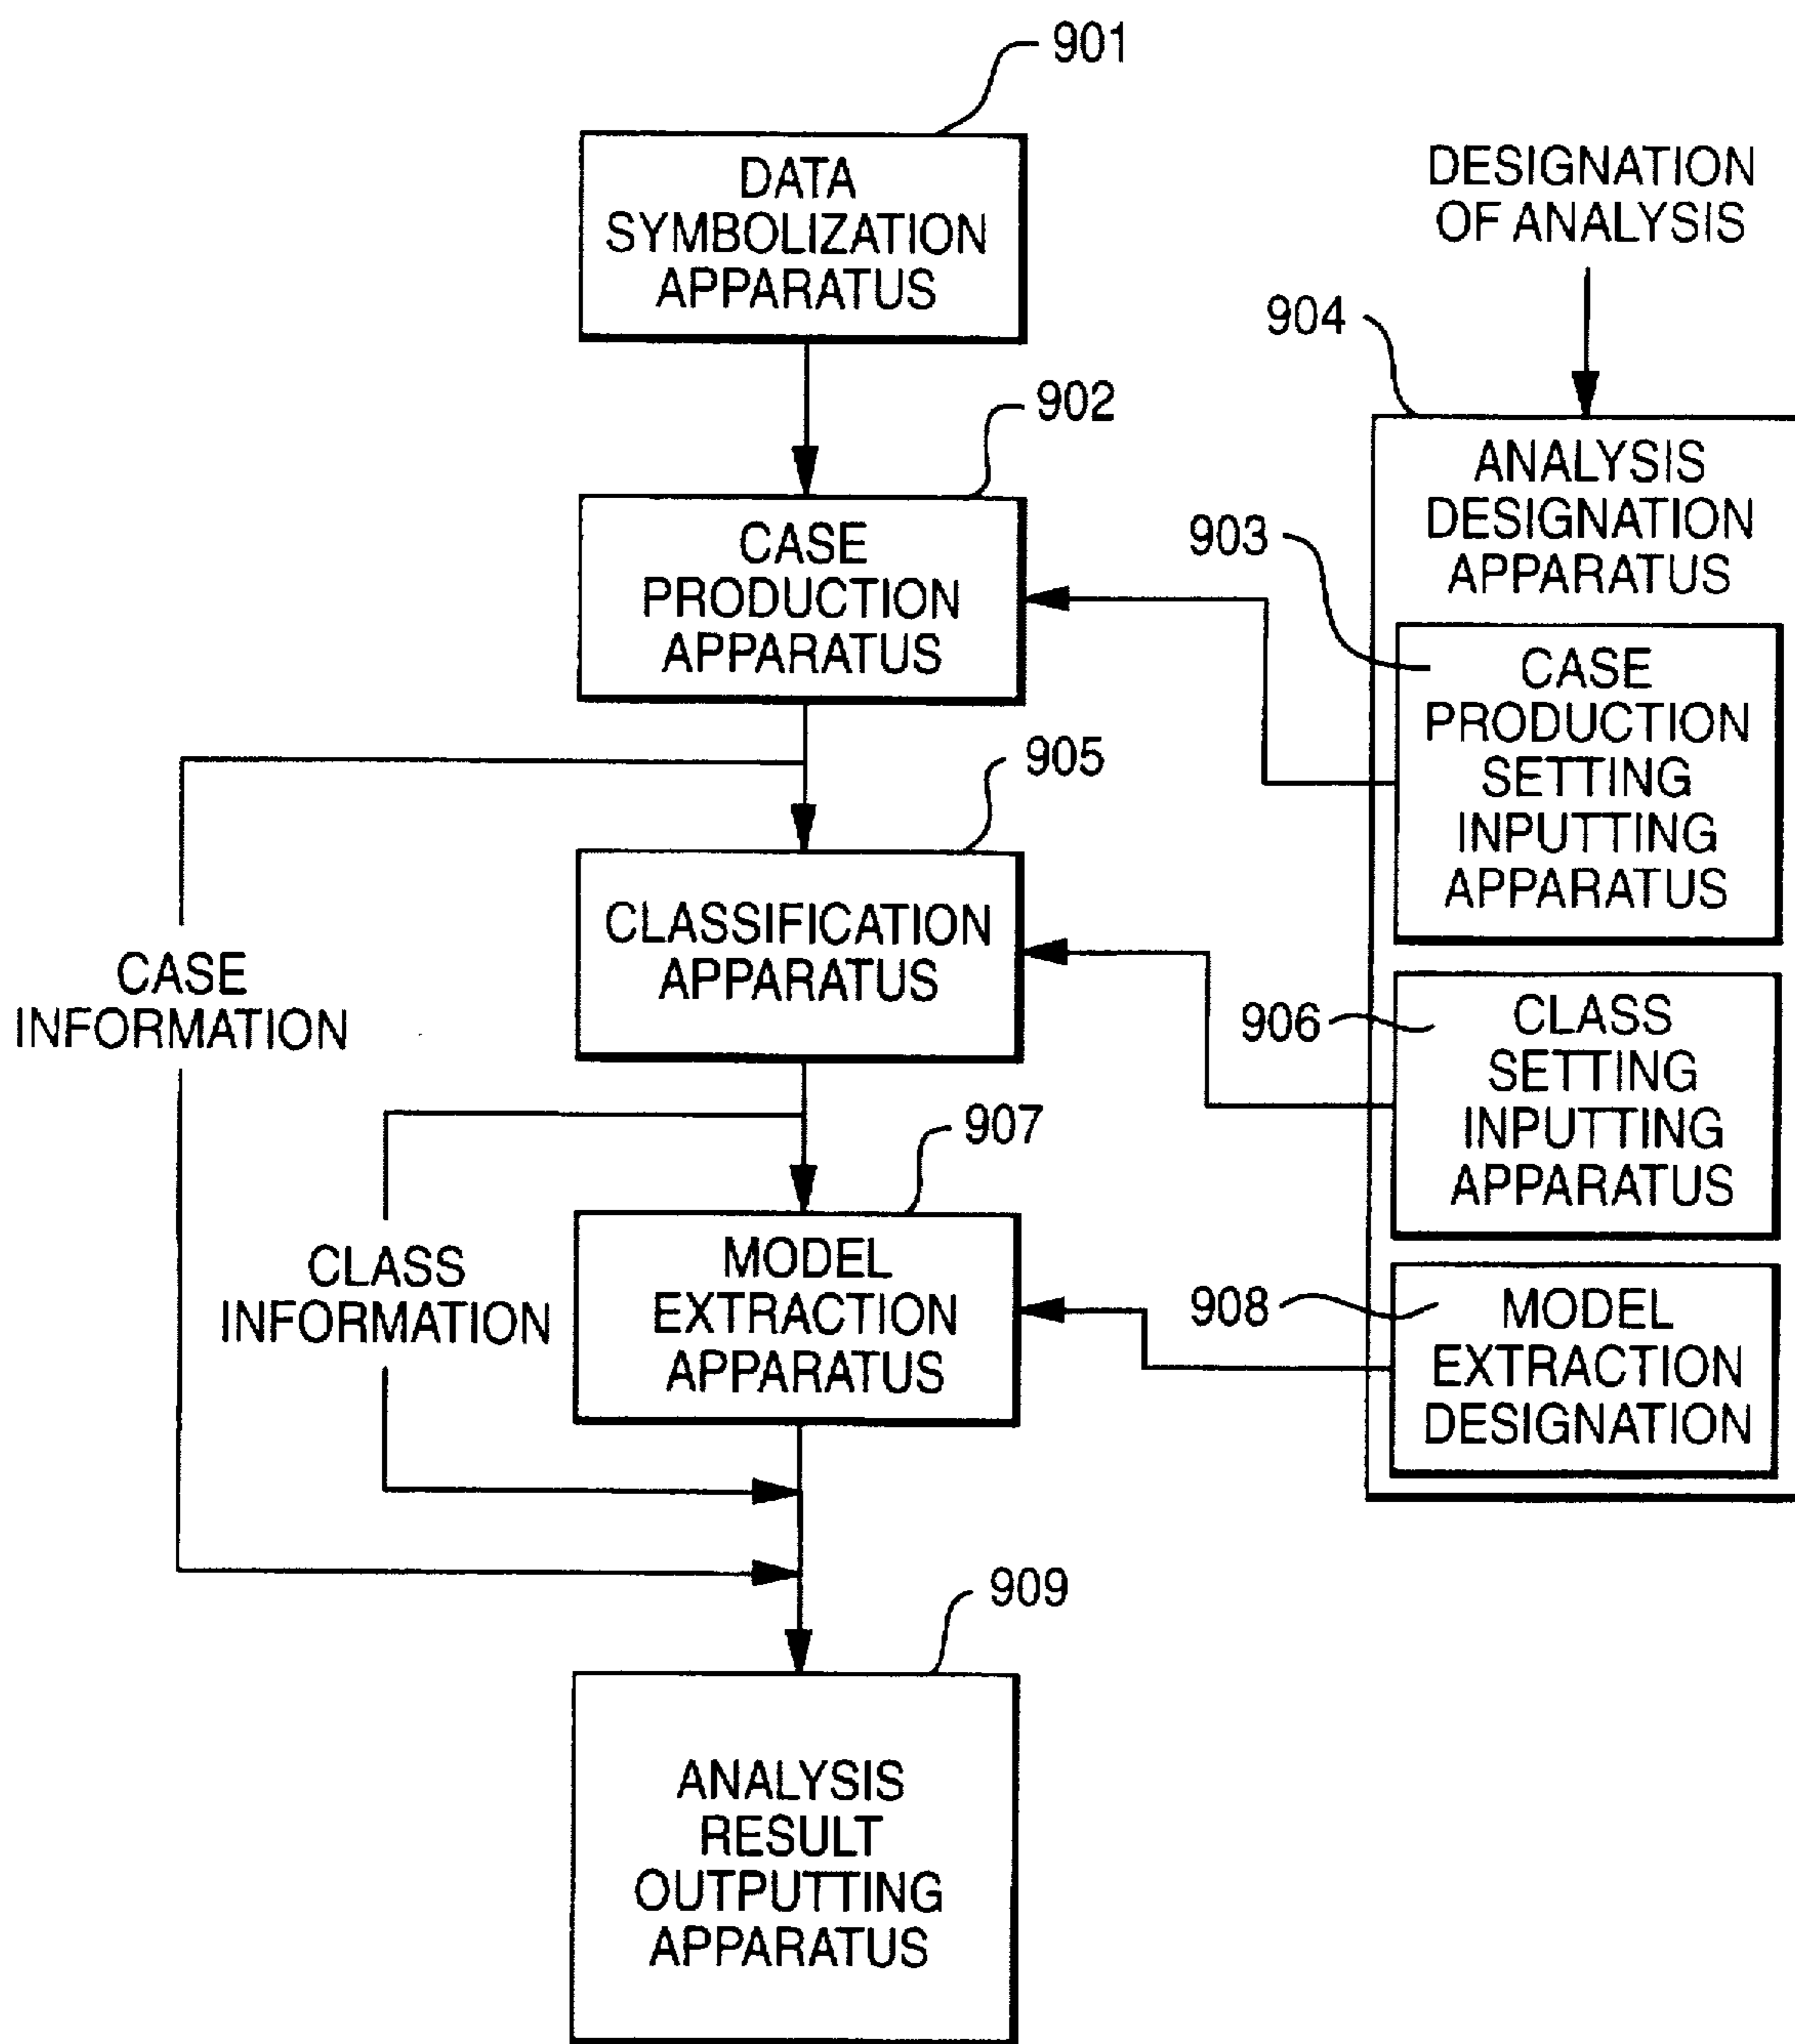 901
DATA
SYMBOLIZATION
APPARATUS
DESIGNATION
OF ANALYSIS
904
902
CASE
PRODUCTION
APPARATUS
ANALYSIS
DESIGNATION
APPARATUS
903
CASE
PRODUCTION
SETTING
INPUTTING
APPARATUS
905
CLASSIFICATION
APPARATUS
CASE
INFORMATION
906
CLASS
SETTING
INPUTTING
APPARATUS
907
MODEL
EXTRACTION
APPARATUS
CLASS
INFORMATION
908
MODEL
EXTRACTION
DESIGNATION
909
ANALYSIS
RESULT
OUTPUTTING
APPARATUS